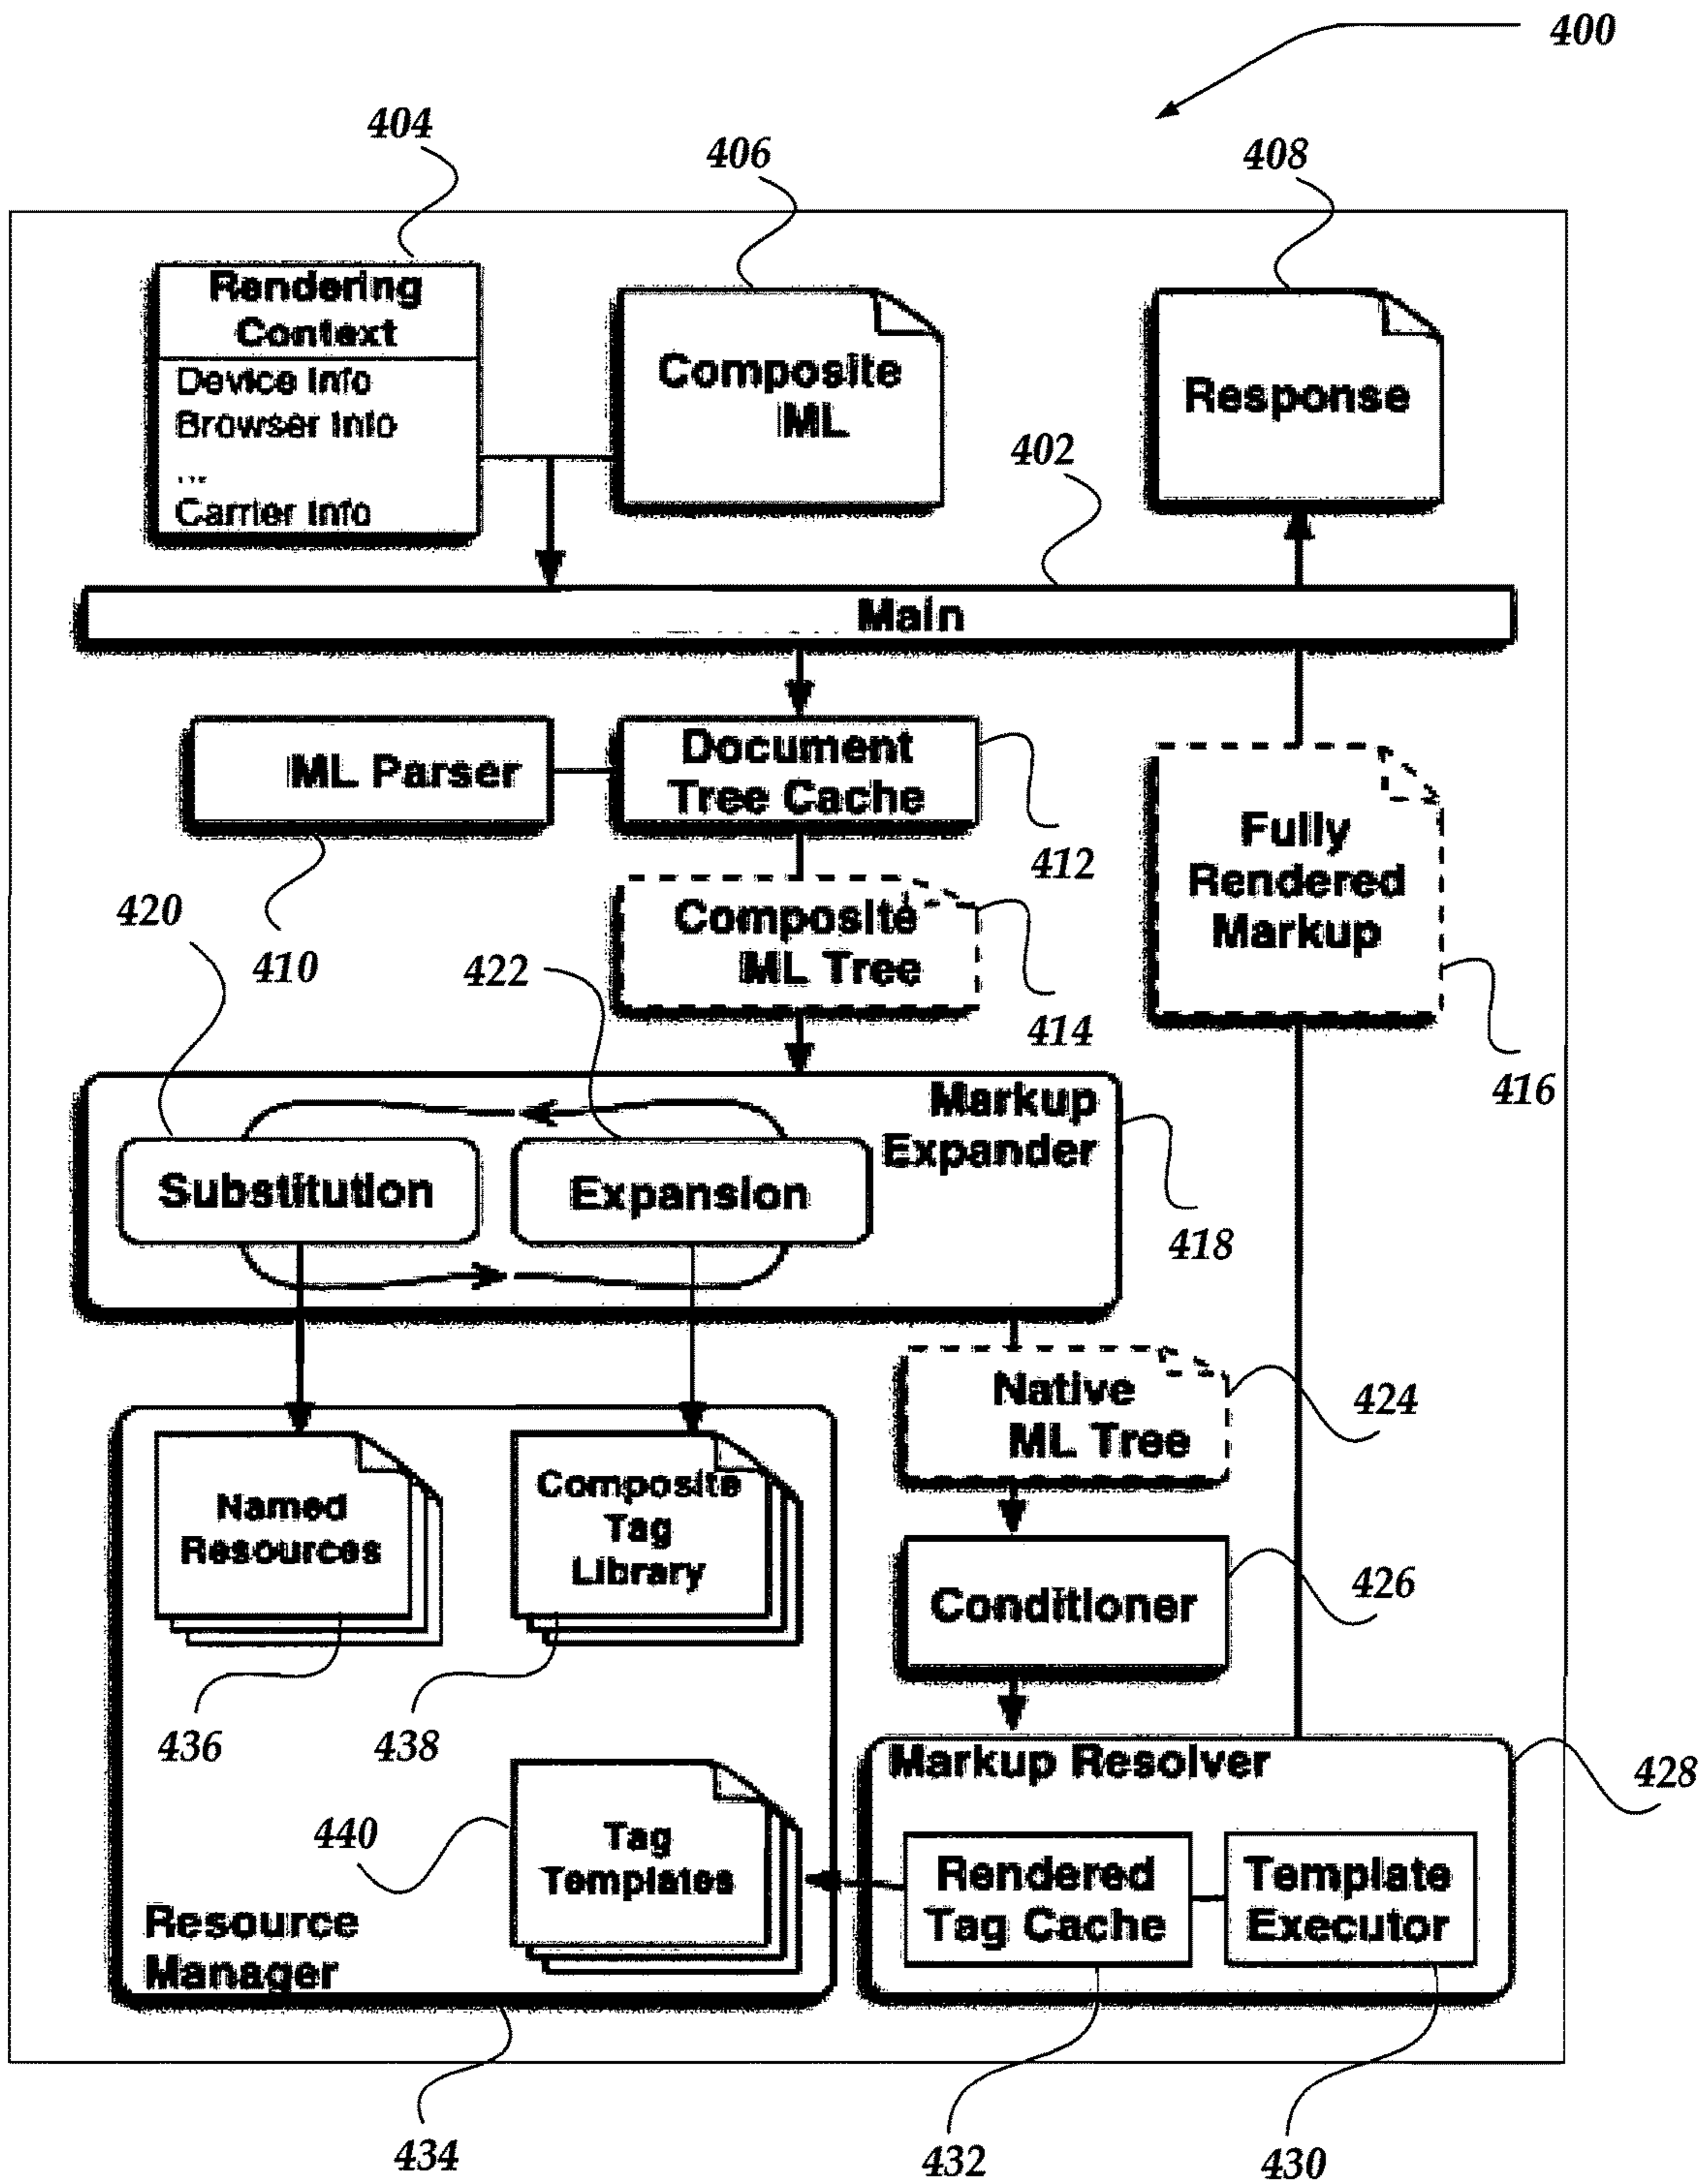 400
404
406
408
Rendering
Context
Device Info
Browser Info
...
Carrier Info
Composite
ML
Response
402
Main
ML Parser
Document
Tree Cache
412
Fully
Rendered
Markup
420
410
422
Composite
ML Tree
414
416
Markup
Expander
Substitution
Expansion
418
Native
ML Tree
424
Named
Resources
Composite
Tag
Library
Conditioner
426
436
438
Markup Resolver
428
440
Tag
Templates
Rendered
Tag Cache
Template
Executor
Resource
Manager
434
432
430